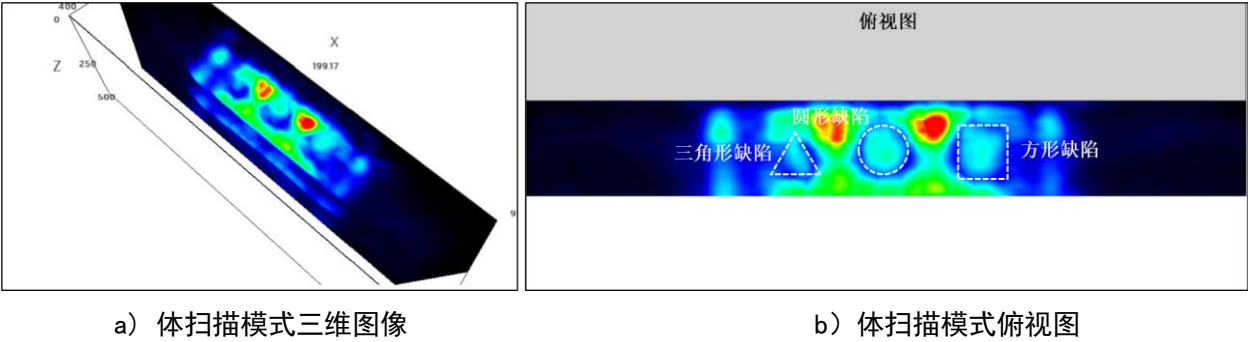 400
0
X
Z
250
199.17
500
9
俯视图
圆形缺陷
三角形缺陷
方形缺陷
a）体扫描模式三维图像
b）体扫描模式俯视图